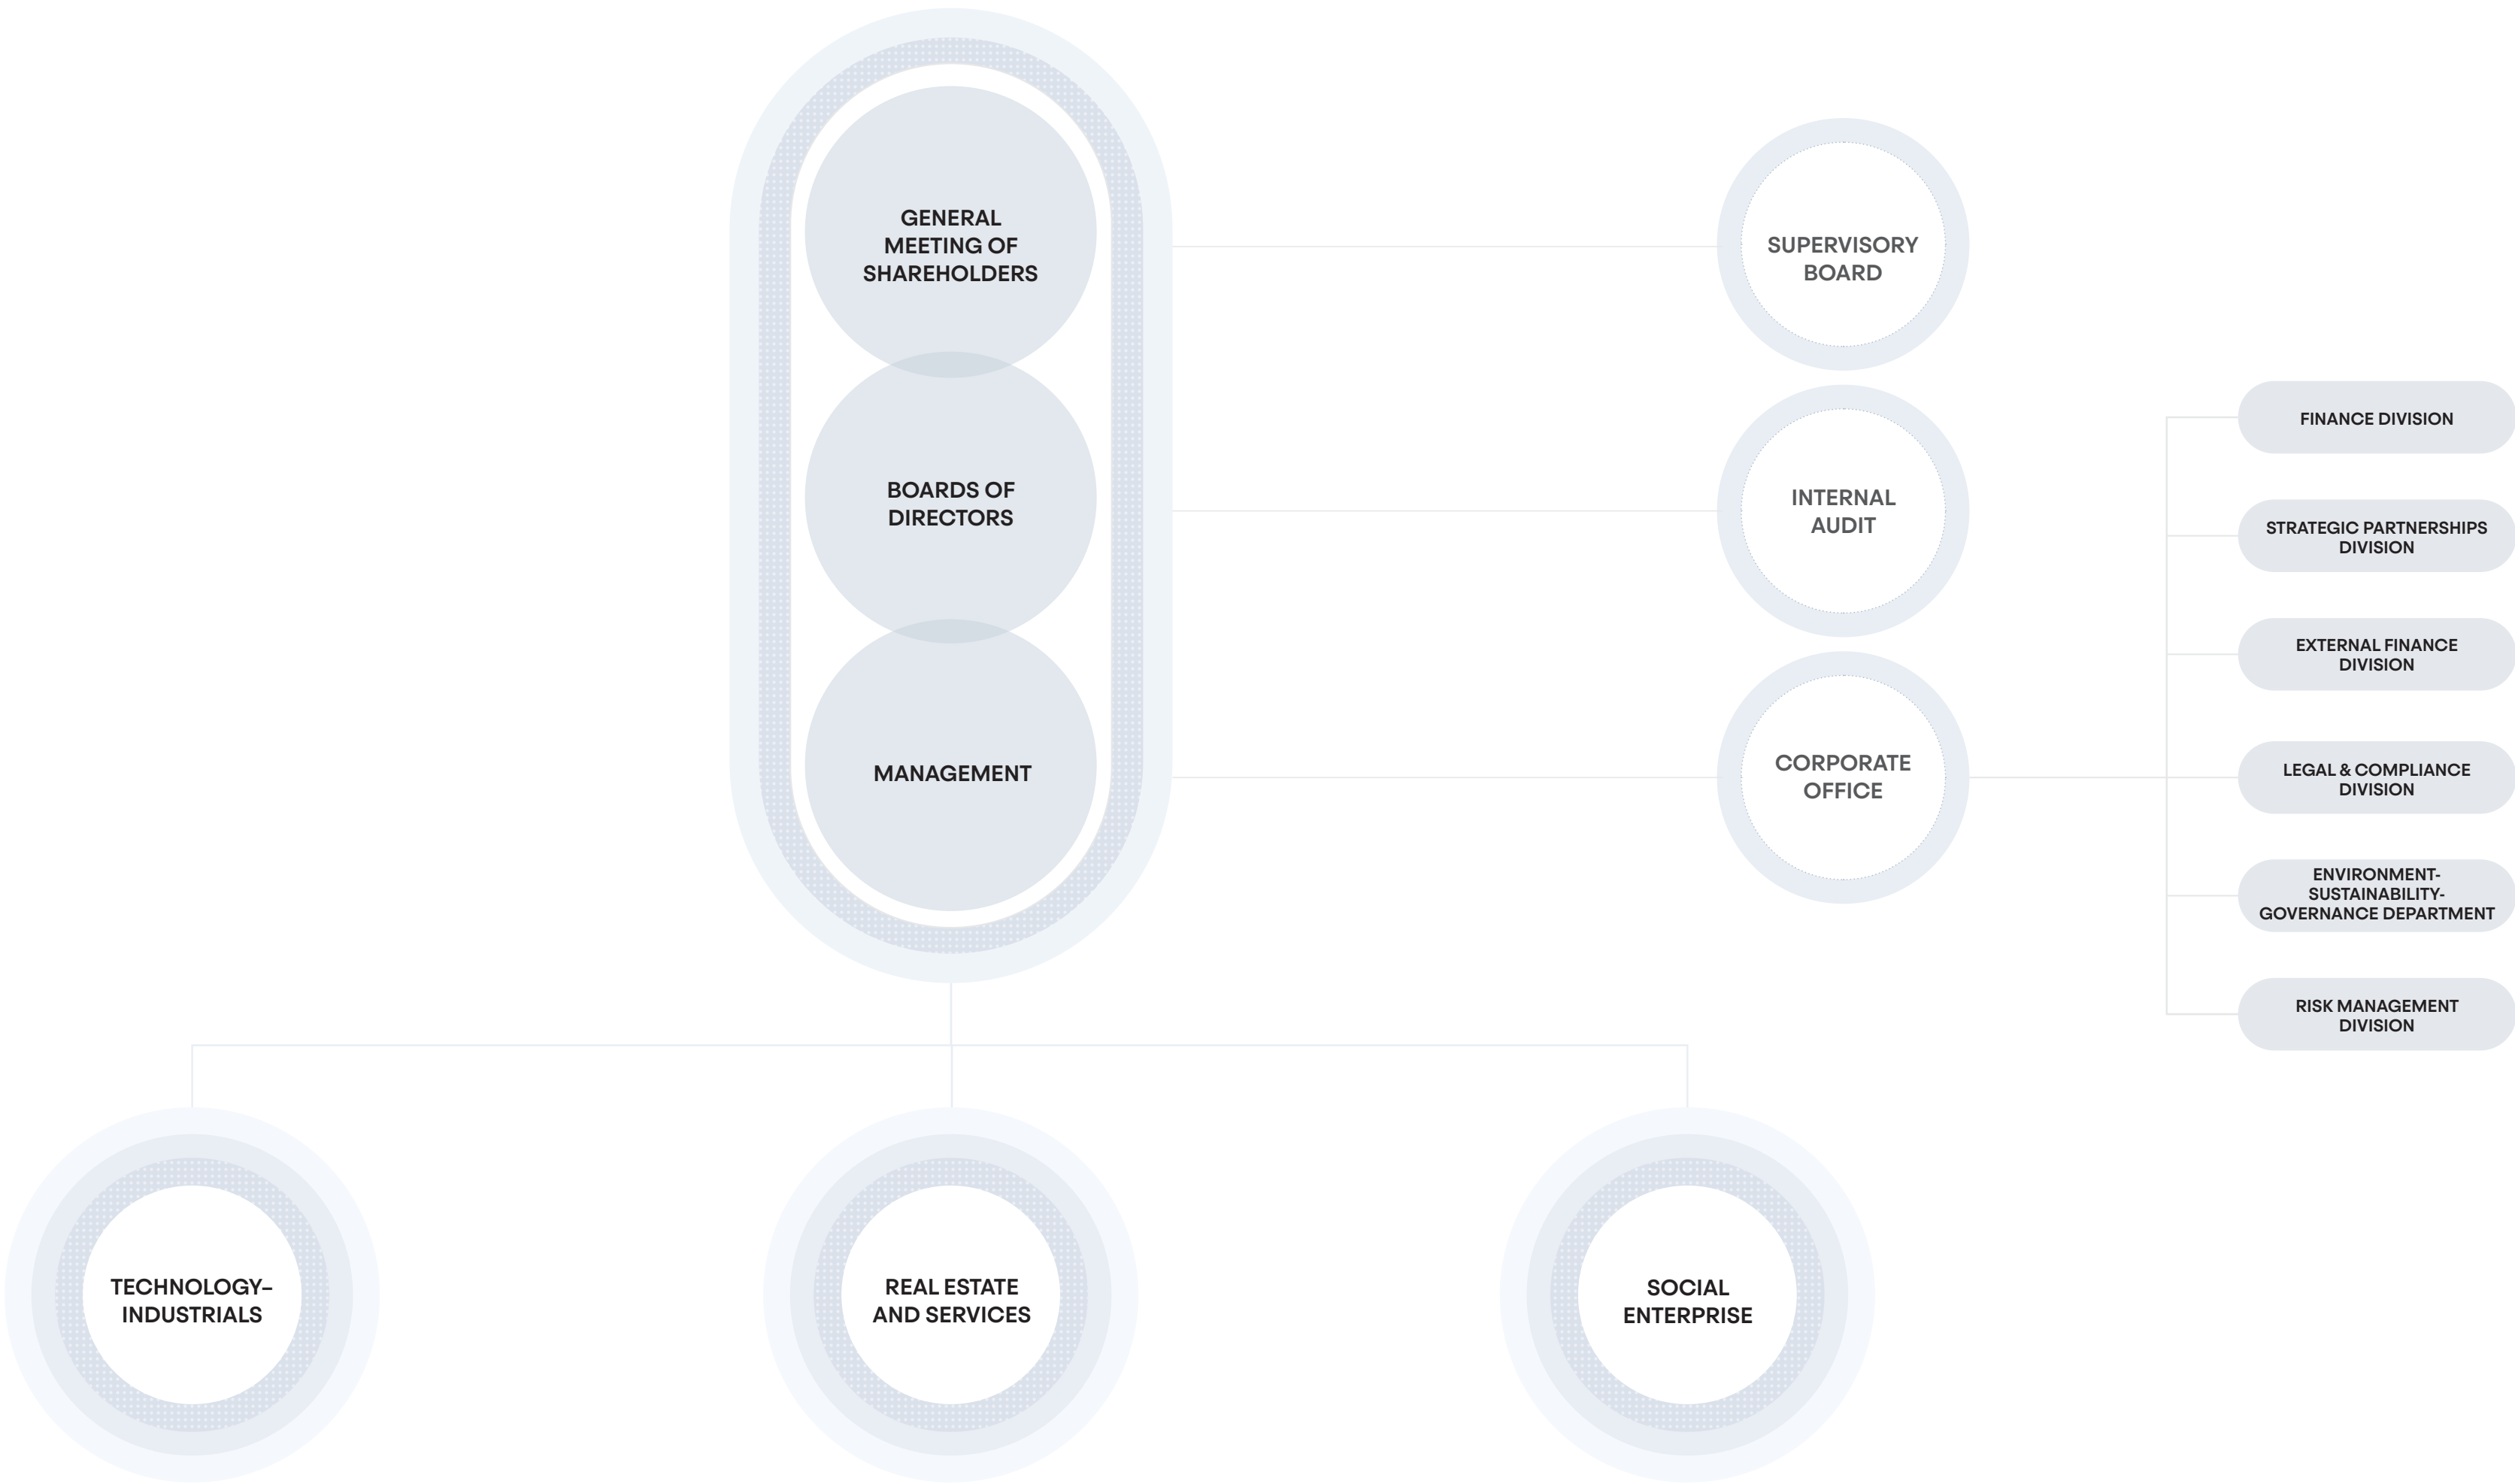 GENERAL
MEETING OF
SHAREHOLDERS
BOARDS OF
DIRECTORS
MANAGEMENT
SUPERVISORY
BOARD
INTERNAL
AUDIT
CORPORATE
OFFICE
FINANCE DIVISION
STRATEGIC PARTNERSHIPS
DIVISION
EXTERNAL FINANCE
DIVISION
LEGAL & COMPLIANCE
DIVISION
ENVIRONMENT-
SUSTAINABILITY-
GOVERNANCE DEPARTMENT
RISK MANAGEMENT
DIVISION
TECHNOLOGY–
INDUSTRIALS
REAL ESTATE
AND SERVICES
SOCIAL
ENTERPRISE